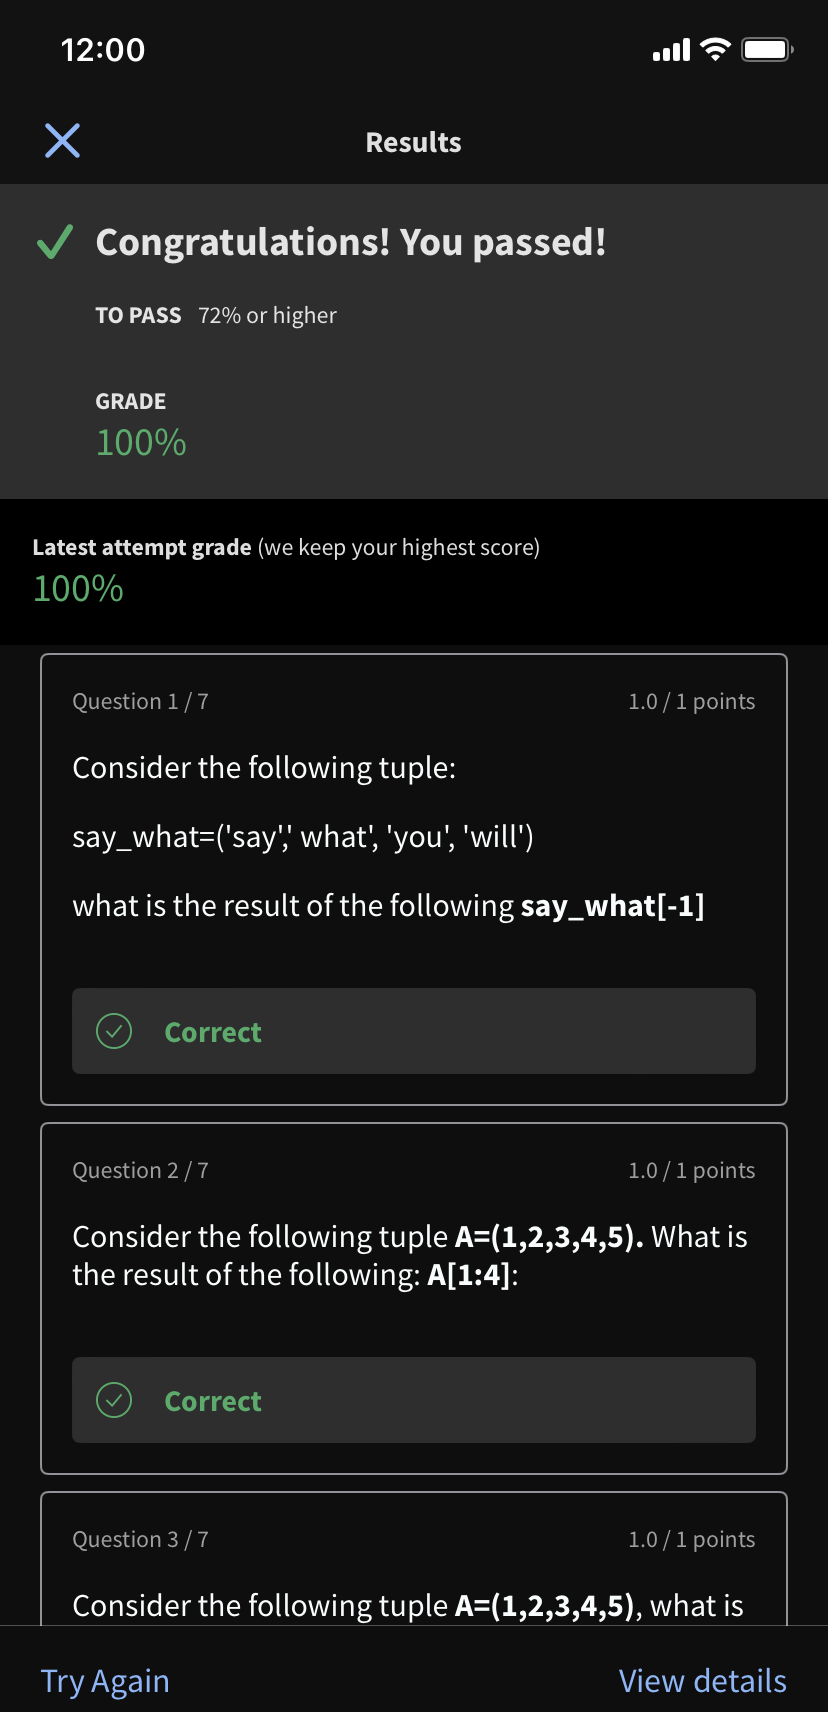 12:00
Results
Congratulations! You passed!
TO PASS 72% or higher
GRADE
100%
Latest attempt grade (we keep your highest score)
100%
Question 1 / 7 1.0 / 1 points
Consider the following tuple:
say_what=('say',' what', 'you', 'will')
what is the result of the following say_what[-1]
Correct
Question 2 / 7 1.0 / 1 points
Consider the following tuple A=(1,2,3,4,5). What is
the result of the following: A[1:4]:
Correct
Question 3 / 7 1.0 / 1 points
Consider the following tuple A=(1,2,3,4,5), what is
Try Again View details